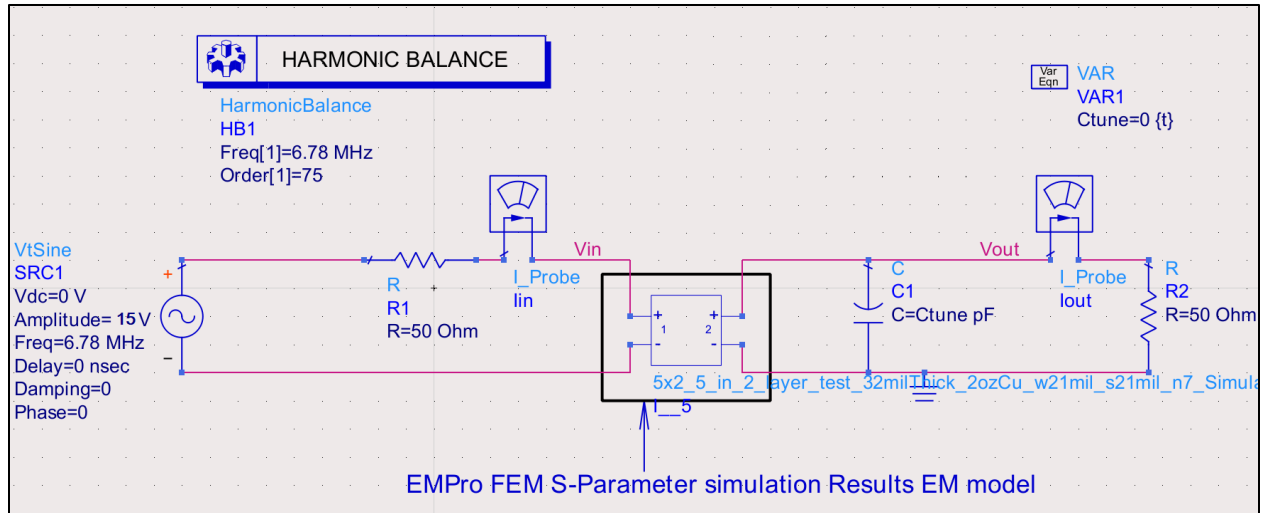 HARMONIC BALANCE
HarmonicBalance
HB1
Freq[1]=6.78 MHz
Order[1]=75
Var
Eqn
VAR
VAR1
Ctune=0 {t}
VtSine
SRC1
Vdc=0 V
Amplitude= 15 V
Freq=6.78 MHz
Delay=0 nsec
Damping=0
Phase=0
+
−
R
R1
R=50 Ohm
I_Probe
Iin
Vin
+ +
1 2
- -
5x2_5_in_2_layer_test_32milThick_2ozCu_w21mil_s21mil_n7_Simula
I__5
Vout
C
C1
C=Ctune pF
I_Probe
Iout
R
R2
R=50 Ohm
EMPro FEM S-Parameter simulation Results EM model